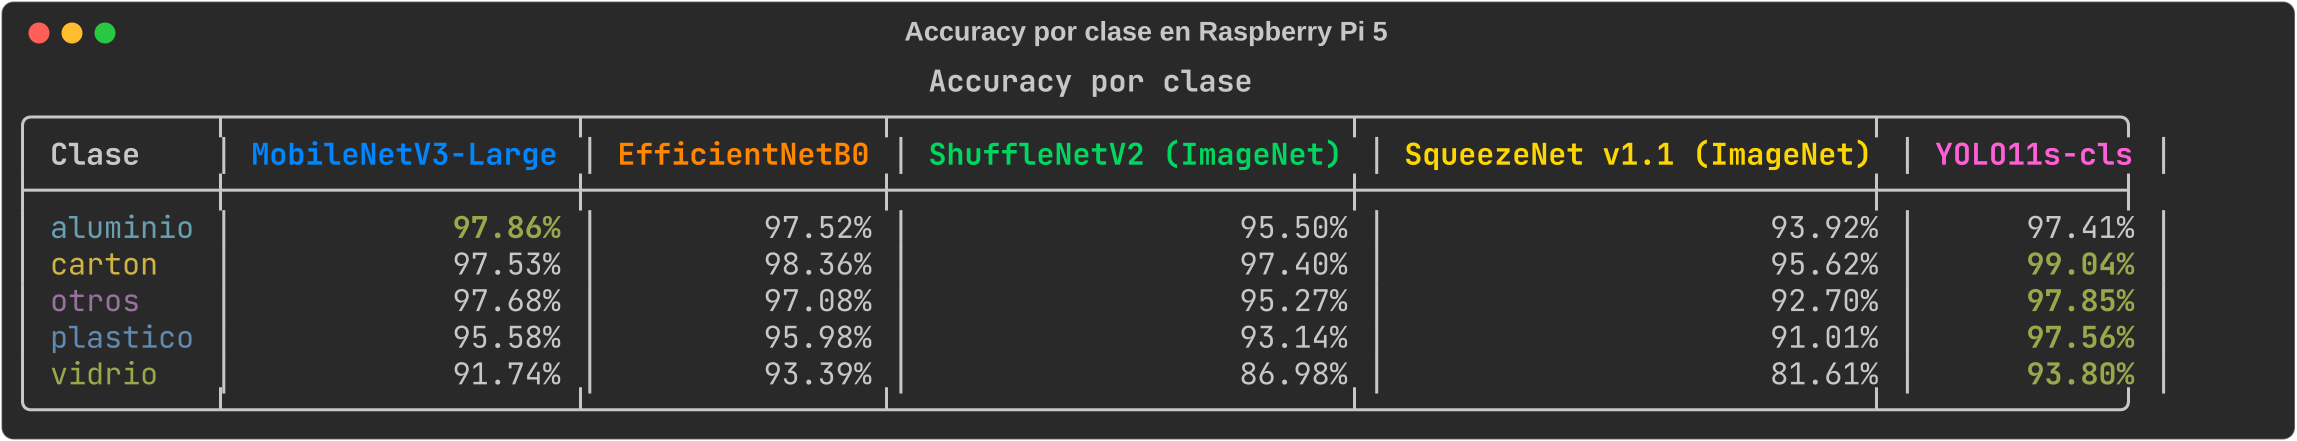 Accuracy por clase en Raspberry Pi 5
Accuracy por clase
Clase MobileNetV3-Large EfficientNetB0 ShuffleNetV2 (ImageNet) SqueezeNet v1.1 (ImageNet) YOLO11s-cls
aluminio 97.86% 97.52% 95.50% 93.92% 97.41%
carton 97.53% 98.36% 97.40% 95.62% 99.04%
otros 97.68% 97.08% 95.27% 92.70% 97.85%
plastico 95.58% 95.98% 93.14% 91.01% 97.56%
vidrio 91.74% 93.39% 86.98% 81.61% 93.80%